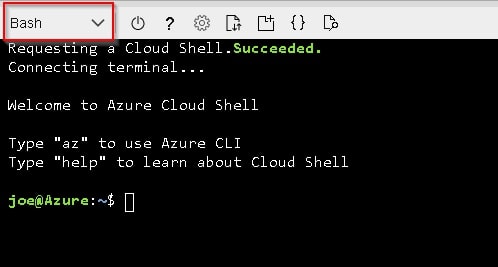 Bash
?
{}
Requesting a Cloud Shell.Succeeded.
Connecting terminal...
Welcome to Azure Cloud Shell
Type "az" to use Azure CLI
Type "help" to learn about Cloud Shell
joe@Azure:~$